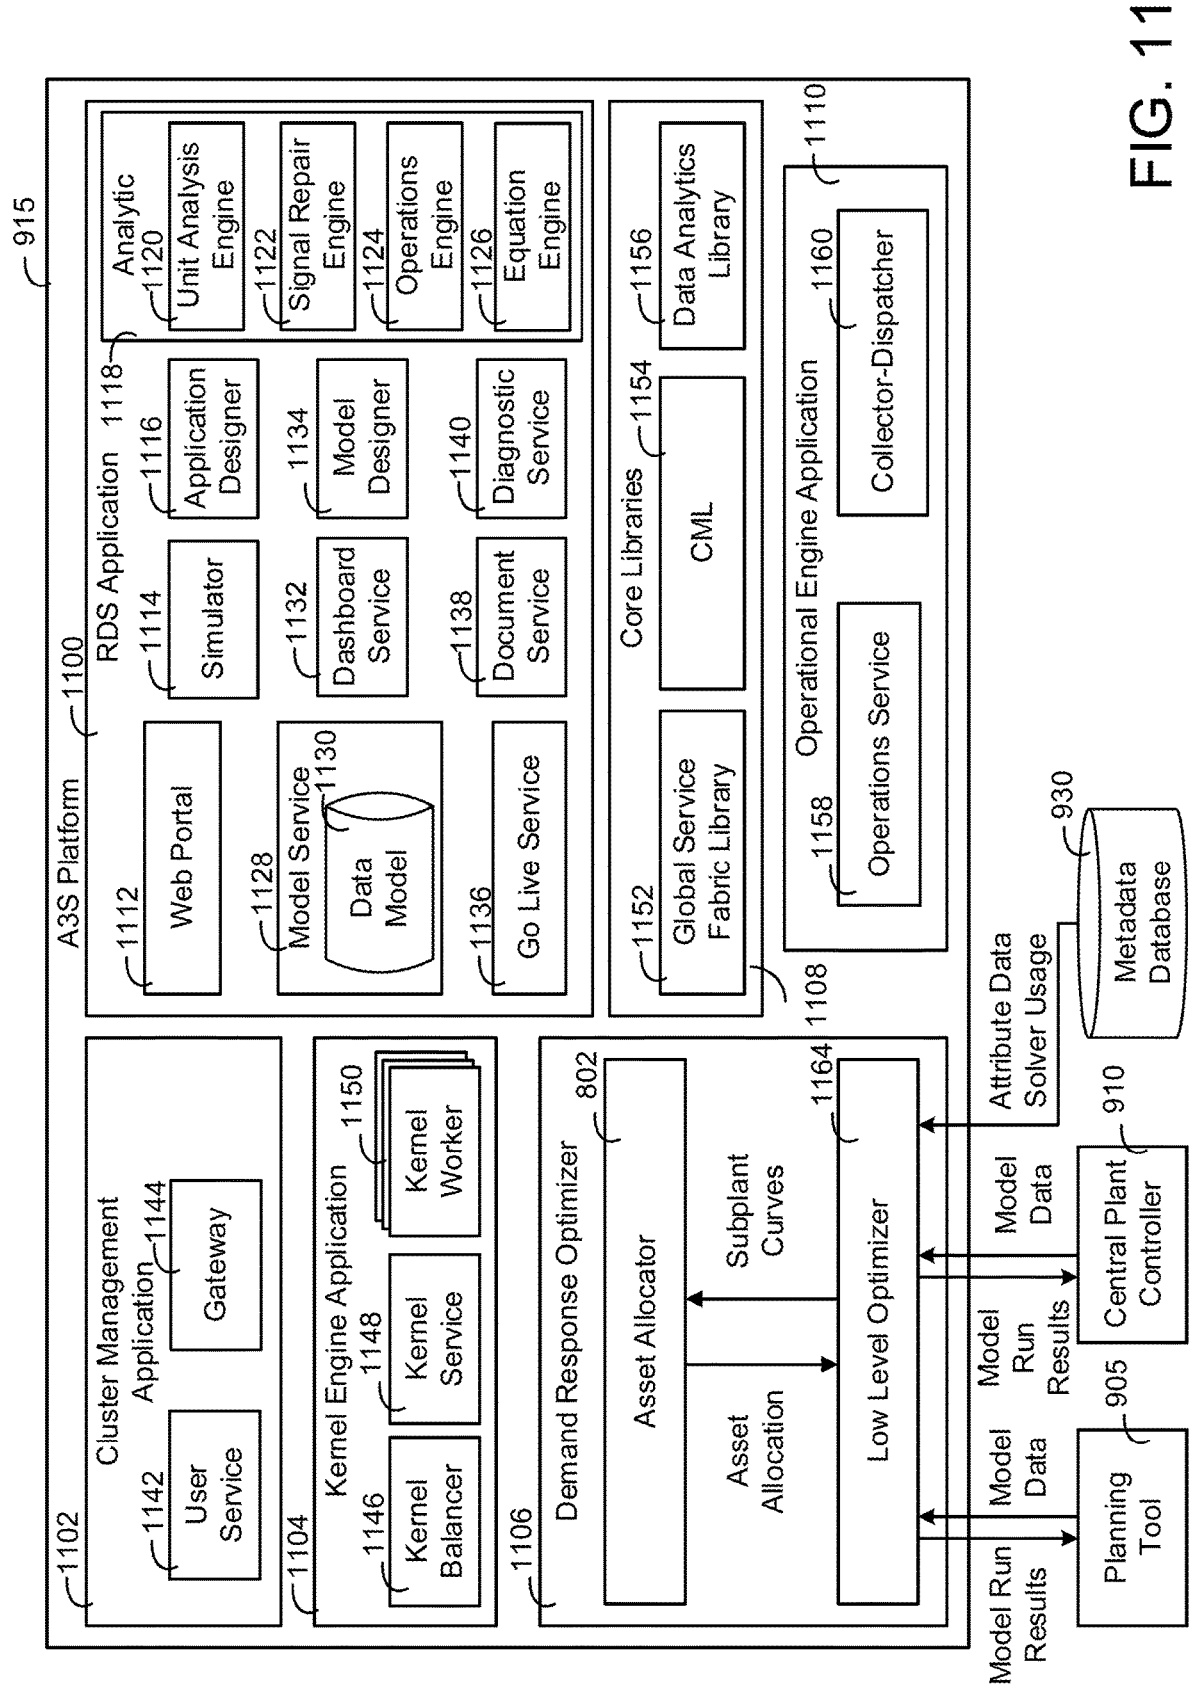 915
A3S Platform
1102
Cluster Management
Application
1142
User
Service
1144
Gateway
1104
Kernel Engine Application
1146
Kernel
Balancer
1148
Kernel
Service
1150
Kernel
Worker
1106
Demand Response Optimizer
802
Asset Allocator
Asset
Allocation
Subplant
Curves
1164
Low Level Optimizer
1100
RDS Application
1112
Web Portal
1114
Simulator
1116
Application
Designer
1118
Analytic
1120
Unit Analysis
Engine
1122
Signal Repair
Engine
1124
Operations
Engine
1126
Equation
Engine
1128
Model Service
1130
Data
Model
1132
Dashboard
Service
1134
Model
Designer
1136
Go Live Service
1138
Document
Service
1140
Diagnostic
Service
1108
Core Libraries
1152
Global Service
Fabric Library
1154
CML
1156
Data Analytics
Library
1110
Operational Engine Application
1158
Operations Service
1160
Collector-Dispatcher
Model Run
Results
Model
Data
905
Planning
Tool
Model
Run
Results
Model
Data
910
Central Plant
Controller
Attribute Data
Solver Usage
930
Metadata
Database
FIG. 11